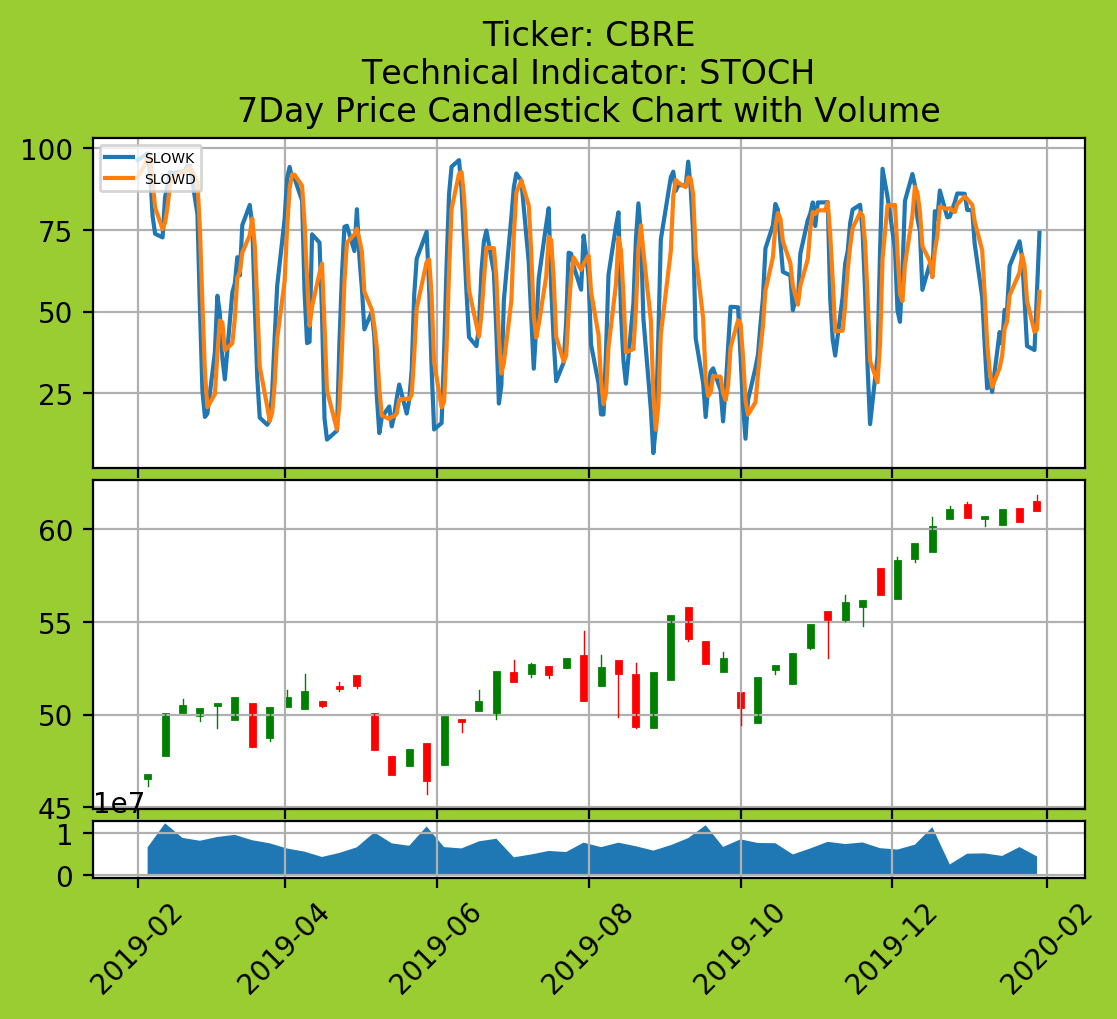 Ticker: CBRE
Technical Indicator: STOCH
7Day Price Candlestick Chart with Volume
100
75
50
25
SLOWK
SLOWD
60
55
50
45
1e7
1
0
2019-02
2019-04
2019-06
2019-08
2019-10
2019-12
2020-02